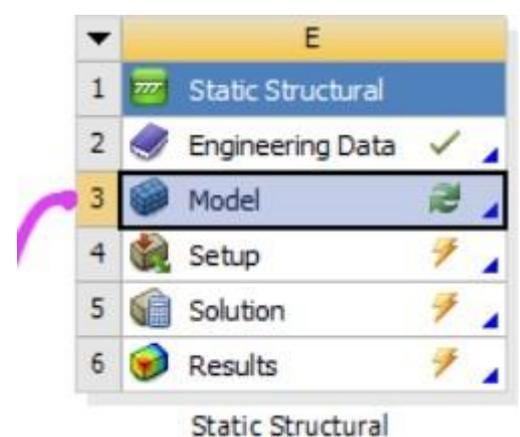 E
1 Static Structural
2 Engineering Data
3 Model
4 Setup
5 Solution
6 Results
Static Structural